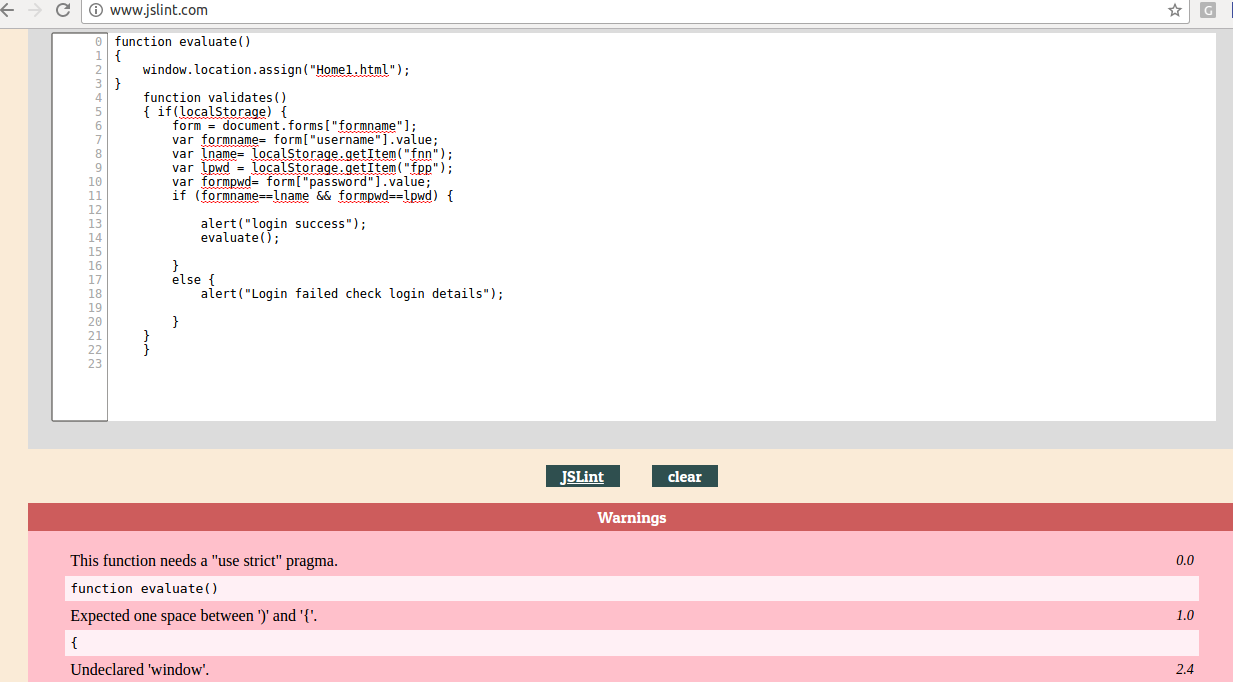 www.jslint.com
G
0 function evaluate()
1 {
2     window.location.assign("Home1.html");
3 }
4     function validates()
5     { if(localStorage) {
6         form = document.forms["formname"];
7         var formname= form["username"].value;
8         var lname= localStorage.getItem("fnn");
9         var lpwd = localStorage.getItem("fpp");
10         var formpwd= form["password"].value;
11         if (formname==lname && formpwd==lpwd) {
12
13             alert("login success");
14             evaluate();
15
16         }
17         else {
18             alert("Login failed check login details");
19
20         }
21     }
22     }
23
JSLint clear
Warnings
This function needs a "use strict" pragma. 0.0
function evaluate()
Expected one space between ')' and '{'. 1.0
{
Undeclared 'window'. 2.4